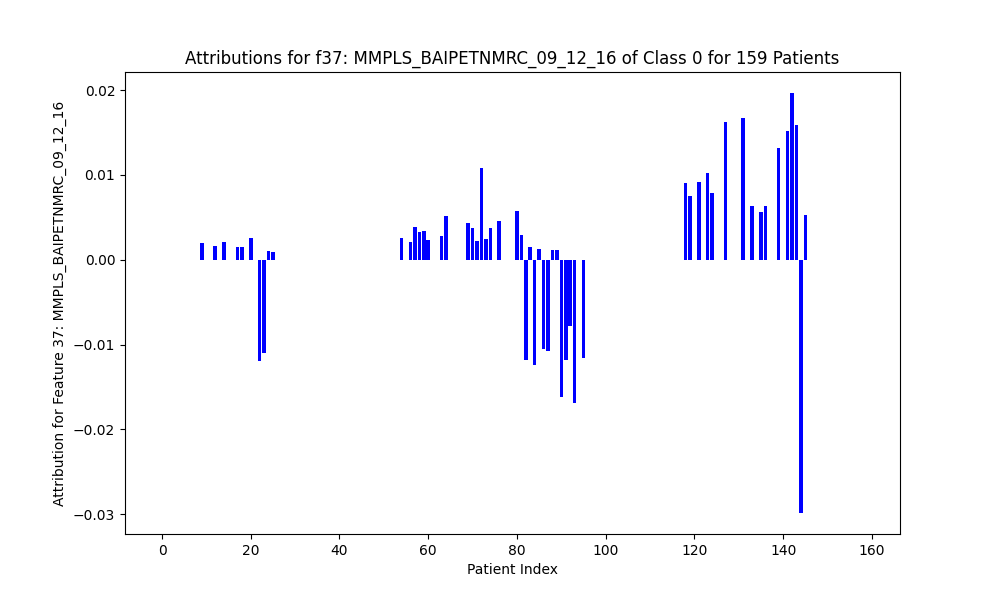 Attributions for f37: MMPLS_BAIPETNMRC_09_12_16 of Class 0 for 159 Patients
Attribution for Feature 37: MMPLS_BAIPETNMRC_09_12_16
0.02
0.01
0.00
−0.01
−0.02
−0.03
0 20 40 60 80 100 120 140 160
Patient Index